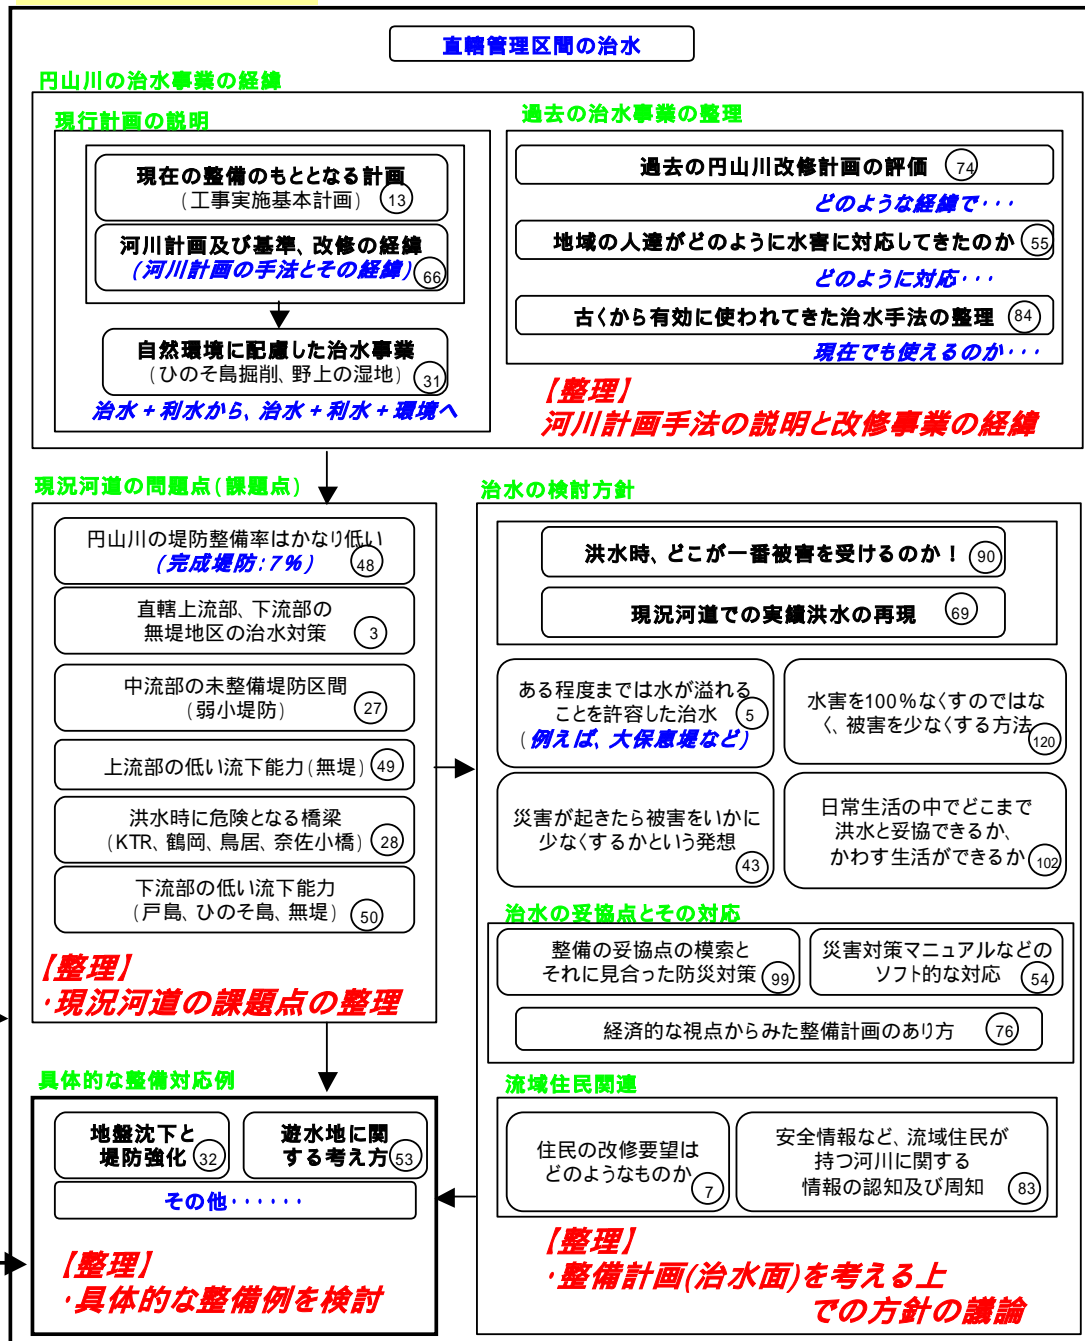 直轄管理区間の治水
円山川の治水事業の経緯
現行計画の説明
現在の整備のもととなる計画
(工事実施基本計画) 13
河川計画及び基準、改修の経緯
(河川計画の手法とその経緯) 66
自然環境に配慮した治水事業
(ひのそ島掘削、野上の湿地) 31
治水+利水から、治水+利水+環境へ
過去の治水事業の整理
過去の円山川改修計画の評価 74
どのような経緯で・・・
地域の人達がどのように水害に対応してきたのか 55
どのように対応・・・
古くから有効に使われてきた治水手法の整理 84
現在でも使えるのか・・・
【整理】
河川計画手法の説明と改修事業の経緯
現況河道の問題点(課題点)
円山川の堤防整備率はかなり低い
(完成堤防:7%) 48
直轄上流部、下流部の
無堤地区の治水対策 3
中流部の未整備堤防区間
(弱小堤防) 27
上流部の低い流下能力(無堤) 49
洪水時に危険となる橋梁
(KTR、鶴岡、鳥居、奈佐小橋) 28
下流部の低い流下能力
(戸島、ひのそ島、無堤) 50
【整理】
・現況河道の課題点の整理
治水の検討方針
洪水時、どこが一番被害を受けるのか! 90
現況河道での実績洪水の再現 69
ある程度までは水が溢れる
ことを許容した治水 5
(例えば、大保恵堤など)
水害を100%なくすのではな
く、被害を少なくする方法 120
災害が起きたら被害をいかに
少なくするかという発想 43
日常生活の中でどこまで
洪水と妥協できるか、
かわす生活ができるか 102
治水の妥協点とその対応
整備の妥協点の模索と
それに見合った防災対策 99
災害対策マニュアルなどの
ソフト的な対応 54
経済的な視点からみた整備計画のあり方 76
流域住民関連
住民の改修要望は
どのようなものか 7
安全情報など、流域住民が
持つ河川に関する
情報の認知及び周知 83
【整理】
・整備計画(治水面)を考える上
での方針の議論
具体的な整備対応例
地盤沈下と
堤防強化 32
遊水地に関
する考え方 53
その他・・・・・・
【整理】
・具体的な整備例を検討